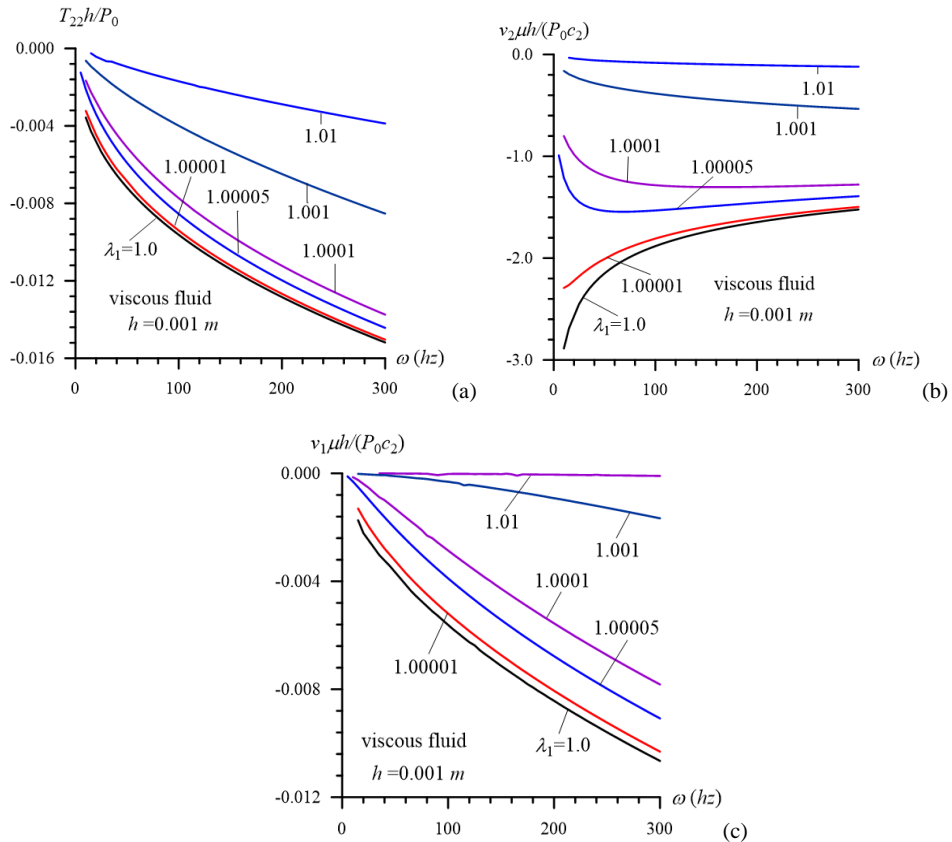 T₂₂h/P₀
0.000
-0.004
-0.008
-0.012
-0.016
0
100
200
300
1.01
1.001
1.00001
1.00005
1.0001
λ₁=1.0
viscous fluid
h =0.001 m
ω (hz)
(a)
v₂μh/(P₀c₂)
0.0
-1.0
-2.0
-3.0
0
100
200
300
1.01
1.001
1.0001
1.00005
1.00001
λ₁=1.0
viscous fluid
h =0.001 m
ω (hz)
(b)
v₁μh/(P₀c₂)
0.000
-0.004
-0.008
-0.012
0
100
200
300
1.01
1.001
1.0001
1.00005
1.00001
λ₁=1.0
viscous fluid
h =0.001 m
ω (hz)
(c)